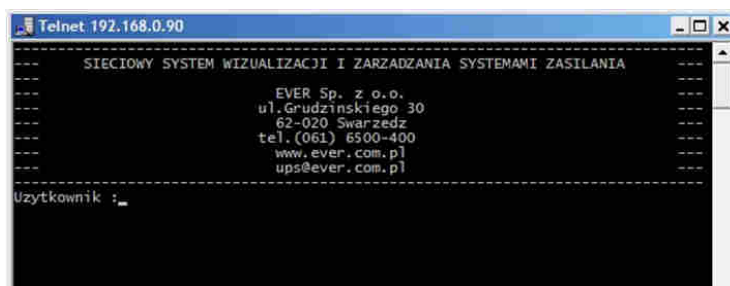 Telnet 192.168.0.90
--- SIECIOWY SYSTEM WIZUALIZACJI I ZARZADZANIA SYSTEMAMI ZASILANIA ---
--- ---
--- EVER Sp. z o.o. ---
--- ul.Grudzinskiego 30 ---
--- 62-020 Swarzedz ---
--- tel.(061) 6500-400 ---
--- www.ever.com.pl ---
--- ups@ever.com.pl ---
Uzytkownik :_